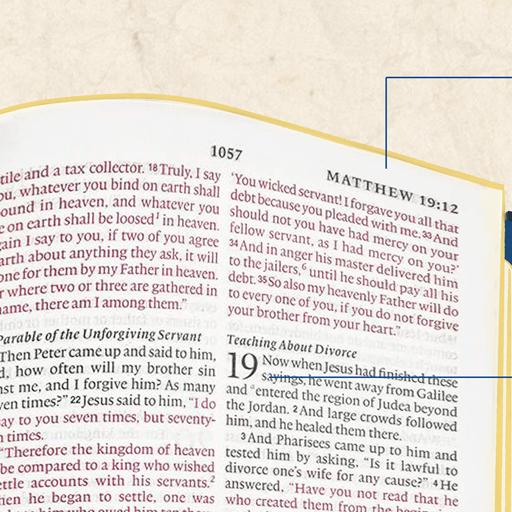 1057
MATTHEW 19:12
tile and a tax collector. 18 Truly, I say
you, whatever you bind on earth shall
ound in heaven, and whatever you
e on earth shall be loosed f in heaven.
gain I say to you, if two of you agree
arth about anything they ask, it will
one for them by my Father in heaven.
r where two or three are gathered in
name, there am I among them.”
Parable of the Unforgiving Servant
Then Peter came up and said to him,
d, how often will my brother sin
nst me, and I forgive him? As many
ven times?” 22 Jesus said to him, “I do
ay to you seven times, but seventy-
n times.
“Therefore the kingdom of heaven
be compared to a king who wished
ettle accounts with his servants.2
hen he began to settle, one was
‘You wicked servant! I forgave you all that
debt because you pleaded with me. 33 And
should not you have had mercy on your
fellow servant, as I had mercy on you?’
34 And in anger his master delivered him
to the jailers,6 until he should pay all his
debt. 35 So also my heavenly Father will do
to every one of you, if you do not forgive
your brother from your heart.”
Teaching About Divorce
19 Now when Jesus had finished these
sayings, he went away from Galilee
and entered the region of Judea beyond
the Jordan. 2 And large crowds followed
him, and he healed them there.
3 And Pharisees came up to him and
tested him by asking, “Is it lawful to
divorce one’s wife for any cause?” 4 He
answered, “Have you not read that he
who created them from the